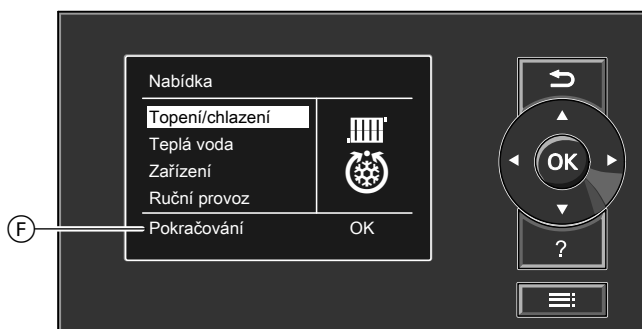 Nabídka
Topení/chlazení
Teplá voda
Zařízení
Ruční provoz
Pokračování OK
F
OK
?